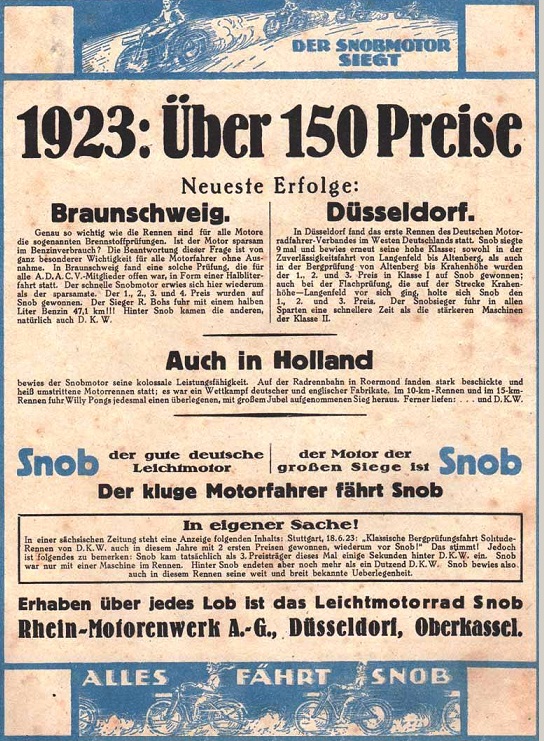 DER SNOBMOTOR
SIEGT
1923: Über 150 Preise
Neueste Erfolge:
Braunschweig.
Genau so wichtig wie die Rennen sind für alle Motore
die sogenannten Brennstoffprüfungen. Ist der Motor sparsam
im Benzinverbrauch? Die Beantwortung dieser Frage ist von
ganz besonderer Wichtigkeit für alle Motorfahrer ohne Aus-
nahme. In Braunschweig fand eine solche Prüfung, die für
alle A. D. A. C. V.-Mitglieder offen war, in Form einer Halbliter-
fahrt statt. Der schnelle Snobmotor erwies sich hier wiederum
als der sparsamste. Der 1., 2., 3. und 4. Preis wurden auf
Snob gewonnen. Der Sieger R. Bohs fuhr mit einem halben
Liter Benzin 47,1 km!!! Hinter Snob kamen die anderen,
natürlich auch D. K. W.
Düsseldorf.
In Düsseldorf fand das erste Rennen des Deutschen Motor-
radfahrer-Verbandes im Westen Deutschlands statt. Snob siegte
9 mal und bewies erneut seine hohe Klasse; sowohl in der
Zuverlässigkeitsfahrt von Langenfeld bis Altenberg, als auch
in der Bergprüfung von Altenberg bis Krahenhöhe wurden
der 1., 2. und 3. Preis in Klasse I auf Snob gewonnen;
auch bei der Flachprüfung, die auf der Strecke Krahen-
höhe—Langenfeld vor sich ging, holte sich Snob den
1., 2. und 3. Preis. Der Snobsieger fuhr in allen
Sparten eine schnellere Zeit als die stärkeren Maschinen
der Klasse II.
Auch in Holland
bewies der Snobmotor seine kolossale Leistungsfähigkeit. Auf der Radrennbahn in Roermond fanden stark beschickte und
heiß umstrittene Motorrennen statt; es war ein Wettkampf deutscher und englischer Fabrikate. Im 10-km-Rennen und im 15-km-
Rennen fuhr Willy Pongs jedesmal einen überlegenen, mit großem Jubel aufgenommenen Sieg heraus. Ferner liefen: . . . und D. K. W.
Snob der gute deutsche Leichtmotor
der Motor der großen Siege ist Snob
Der kluge Motorfahrer fährt Snob
In eigener Sache!
In einer sächsischen Zeitung steht eine Anzeige folgenden Inhalts: Stuttgart, 18.6.23: „Klassische Bergprüfungsfahrt Solitude-
Rennen von D. K. W. auch in diesem Jahre mit 2 ersten Preisen gewonnen, wiederum vor Snob!" Das stimmt! Jedoch
ist folgendes zu bemerken: Snob kam tatsächlich als 3. Preisträger dieses Mal einige Sekunden hinter D. K. W. ein. Snob
war nur mit einer Maschine im Rennen. Hinter Snob endeten aber noch mehr als ein Dutzend D. K. W. Snob bewies also
auch in diesem Rennen seine weit und breit bekannte Ueberlegenheit.
Erhaben über jedes Lob ist das Leichtmotorrad Snob
Rhein-Motorenwerk A.-G., Düsseldorf, Oberkassel.
ALLES FÄHRT SNOB